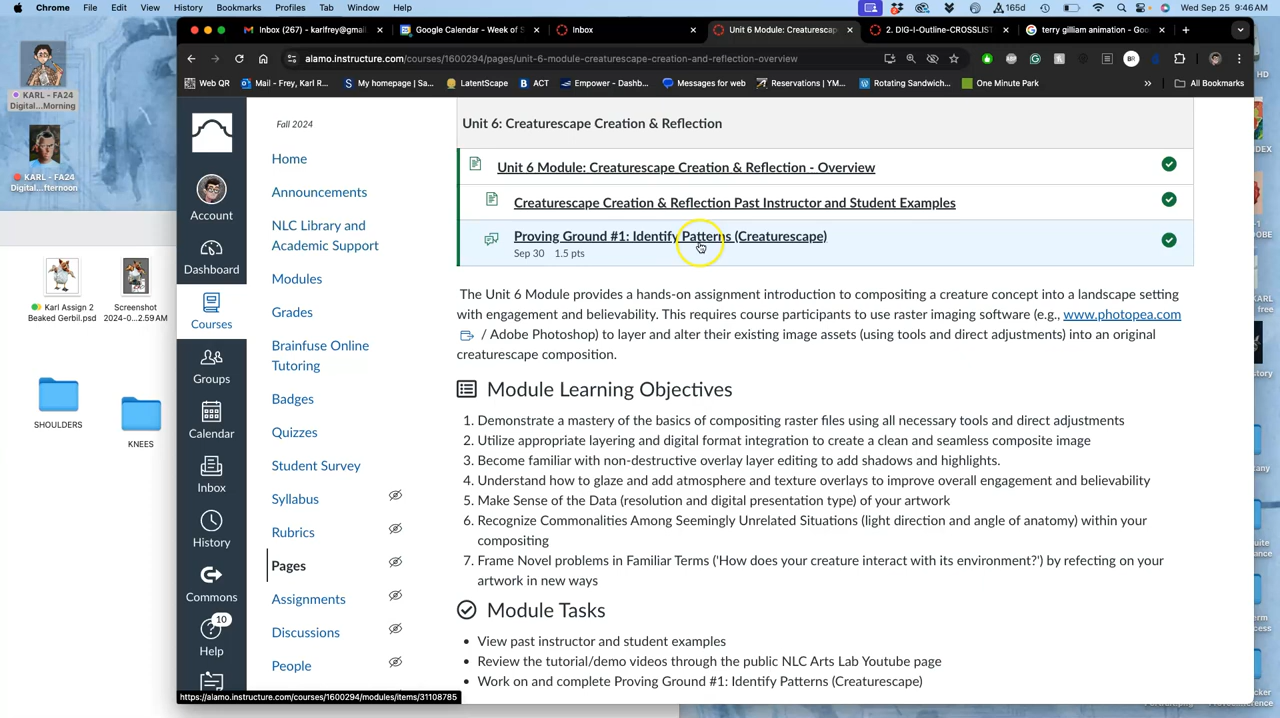 Chrome File Edit View History Bookmarks Profiles Tab Window Help
165d
Wed Sep 25 9:46AM
Inbox (267) - karlfrey@gmail
Google Calendar - Week of S
Inbox
Unit 6 Module: Creaturescap
2. DIG-I-Outline-CROSSLIST
terry gilliam animation - Goo
alamo.instructure.com/courses/1600294/pages/unit-6-module-creaturescape-creation-and-reflection-overview
Web QR
Mail - Frey, Karl R...
My homepage | Sa...
LatentScape
ACT
Empower - Dashb...
Messages for web
Reservations | YM...
Rotating Sandwich...
One Minute Park
»
All Bookmarks
KARL - FA24
Digital...Morning
KARL - FA24
Digital...fternoon
Karl Assign 2
Beaked Gerbil.psd
Screenshot
2024-0...2.59 AM
SHOULDERS
KNEES
Account
Dashboard
Courses
Groups
Calendar
Inbox
History
Commons
10
Help
Fall 2024
Home
Announcements
NLC Library and
Academic Support
Modules
Grades
Brainfuse Online
Tutoring
Badges
Quizzes
Student Survey
Syllabus
Rubrics
Pages
Assignments
Discussions
People
Unit 6: Creaturescape Creation & Reflection
Unit 6 Module: Creaturescape Creation & Reflection - Overview
Creaturescape Creation & Reflection Past Instructor and Student Examples
Proving Ground #1: Identify Patterns (Creaturescape)
Sep 30 1.5 pts
The Unit 6 Module provides a hands-on assignment introduction to compositing a creature concept into a landscape setting
with engagement and believability. This requires course participants to use raster imaging software (e.g., www.photopea.com
/ Adobe Photoshop) to layer and alter their existing image assets (using tools and direct adjustments) into an original
creaturescape composition.
Module Learning Objectives
1. Demonstrate a mastery of the basics of compositing raster files using all necessary tools and direct adjustments
2. Utilize appropriate layering and digital format integration to create a clean and seamless composite image
3. Become familiar with non-destructive overlay layer editing to add shadows and highlights.
4. Understand how to glaze and add atmosphere and texture overlays to improve overall engagement and believability
5. Make Sense of the Data (resolution and digital presentation type) of your artwork
6. Recognize Commonalities Among Seemingly Unrelated Situations (light direction and angle of anatomy) within your
compositing
7. Frame Novel problems in Familiar Terms ('How does your creature interact with its environment?') by refecting on your
artwork in new ways
Module Tasks
• View past instructor and student examples
• Review the tutorial/demo videos through the public NLC Arts Lab Youtube page
• Work on and complete Proving Ground #1: Identify Patterns (Creaturescape)
https://alamo.instructure.com/courses/1600294/modules/items/31108785